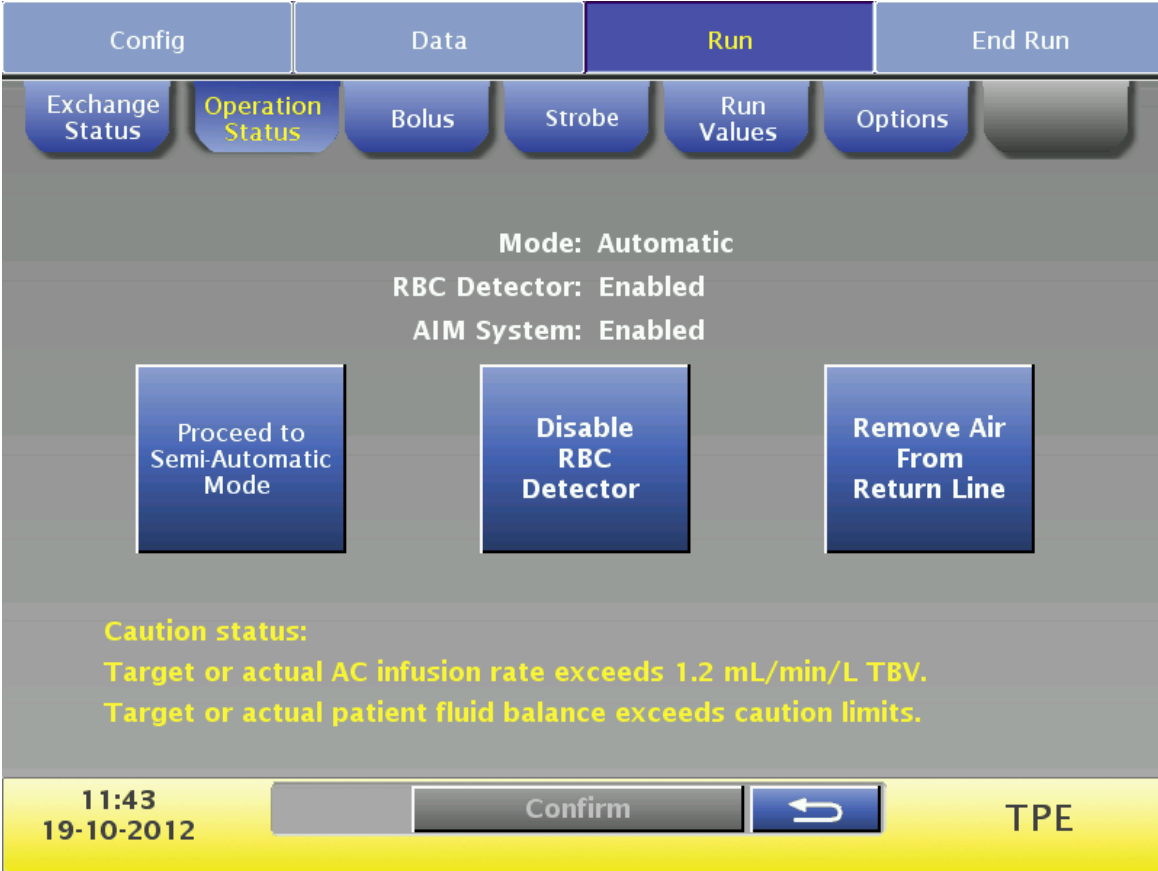 Config
Data
Run
End Run
Exchange
Status
Operation
Status
Bolus
Strobe
Run
Values
Options
Mode: Automatic
RBC Detector: Enabled
AIM System: Enabled
Proceed to
Semi-Automatic
Mode
Disable
RBC
Detector
Remove Air
From
Return Line
Caution status:
Target or actual AC infusion rate exceeds 1.2 mL/min/L TBV.
Target or actual patient fluid balance exceeds caution limits.
11:43
19-10-2012
Confirm
TPE